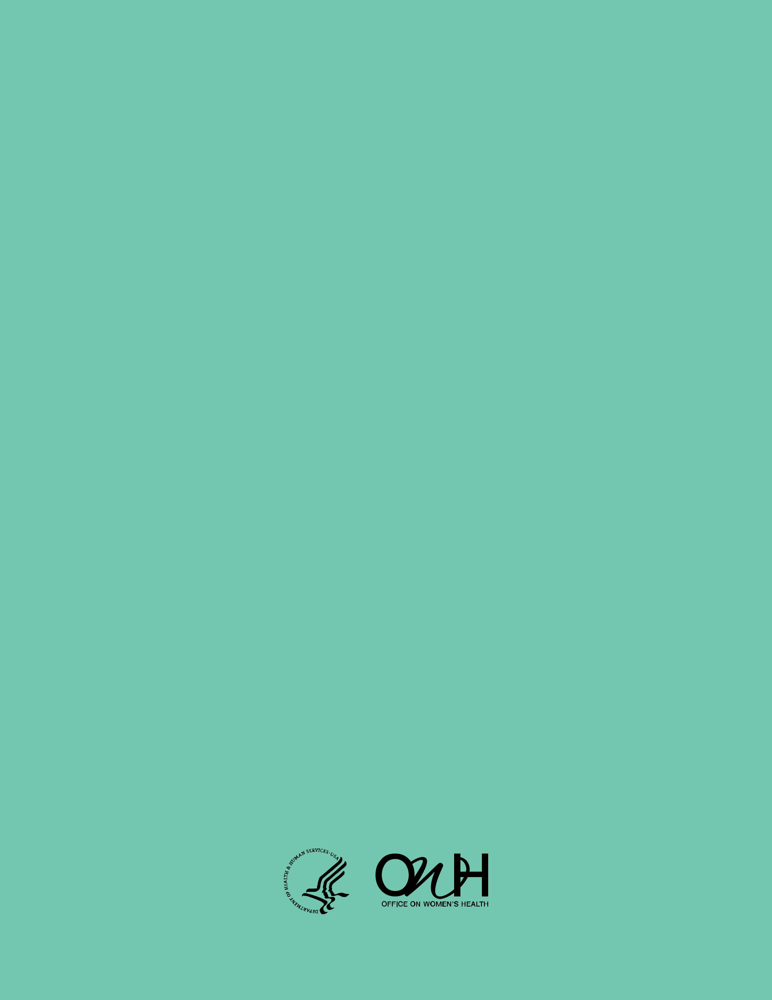 DEPARTMENT OF HEALTH & HUMAN SERVICES·USA
OWH
OFFICE ON WOMEN'S HEALTH